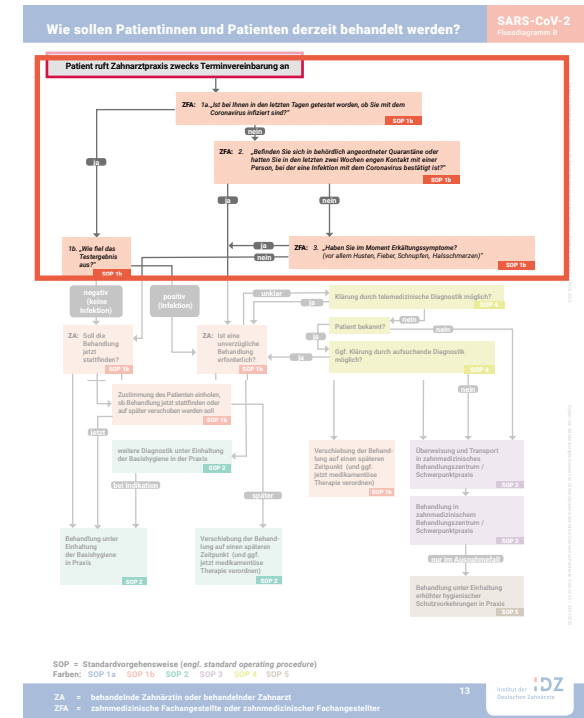 Wie sollen Patientinnen und Patienten derzeit behandelt werden?
SARS-CoV-2
Flussdiagramm B
Patient ruft Zahnarztpraxis zwecks Terminvereinbarung an
ZFA: 1a. „Ist bei Ihnen in den letzten Tagen getestet worden, ob Sie mit dem
Coronavirus infiziert sind?"
SOP 1b
nein
ZFA: 2. „Befinden Sie sich in behördlich angeordneter Quarantäne oder
hatten Sie in den letzten zwei Wochen engen Kontakt mit einer
Person, bei der eine Infektion mit dem Coronavirus bestätigt ist?"
SOP 1b
ja
ja
nein
1b. „Wie fiel das
Testergebnis
aus?"
SOP 1b
ja
nein
ZFA: 3. „Haben Sie im Moment Erkältungssymptome?
(vor allem Husten, Fieber, Schnupfen, Halsschmerzen)"
SOP 1b
negativ
(keine
Infektion)
positiv
(Infektion)
unklar
ja
Klärung durch telemedizinische Diagnostik möglich?
SOP 4
nein
Patient bekannt?
nein
ja
ZA: Soll die
Behandlung
jetzt
stattfinden?
SOP 1b
ZA: Ist eine
unverzügliche
Behandlung
erforderlich?
SOP 1b
ja
Ggf. Klärung durch aufsuchende Diagnostik
möglich?
SOP 4
nein
Zustimmung des Patienten einholen,
ob Behandlung jetzt stattfinden oder
auf später verschoben werden soll
SOP 1b
jetzt
weitere Diagnostik unter Einhaltung
der Basishygiene in der Praxis
SOP 2
bei Indikation
später
Verschiebung der Behand-
lung auf einen späteren
Zeitpunkt (und ggf.
jetzt medikamentöse
Therapie verordnen)
SOP 1b
Überweisung und Transport
in zahnmedizinisches
Behandlungszentrum /
Schwerpunktpraxis
SOP 3
Behandlung in
zahnmedizinischem
Behandlungszentrum /
Schwerpunktpraxis
SOP 3
nur im Ausnahmefall
Behandlung unter
Einhaltung
der Basishygiene
in Praxis
SOP 2
Verschiebung der Behand-
lung auf einen späteren
Zeitpunkt (und ggf.
jetzt medikamentöse
Therapie verordnen)
SOP 2
Behandlung unter Einhaltung
erhöhter hygienischer
Schutzvorkehrungen in Praxis
SOP 5
SOP = Standardvorgehensweise (engl. standard operating procedure)
Farben: SOP 1a SOP 1b SOP 2 SOP 3 SOP 4 SOP 5
ZA = behandelnde Zahnärztin oder behandelnder Zahnarzt
ZFA = zahnmedizinische Fachangestellte oder zahnmedizinischer Fachangestellter
13
Institut der
Deutschen Zahnärzte
IDZ